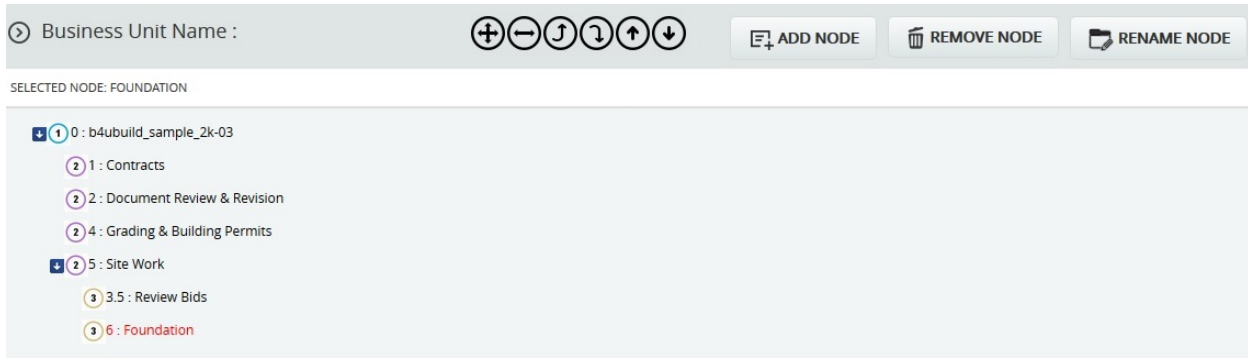 Business Unit Name :
ADD NODE
REMOVE NODE
RENAME NODE
SELECTED NODE: FOUNDATION
1 0 : b4ubuild_sample_2k-03
2 1 : Contracts
2 2 : Document Review & Revision
2 4 : Grading & Building Permits
2 5 : Site Work
3 3.5 : Review Bids
3 6 : Foundation